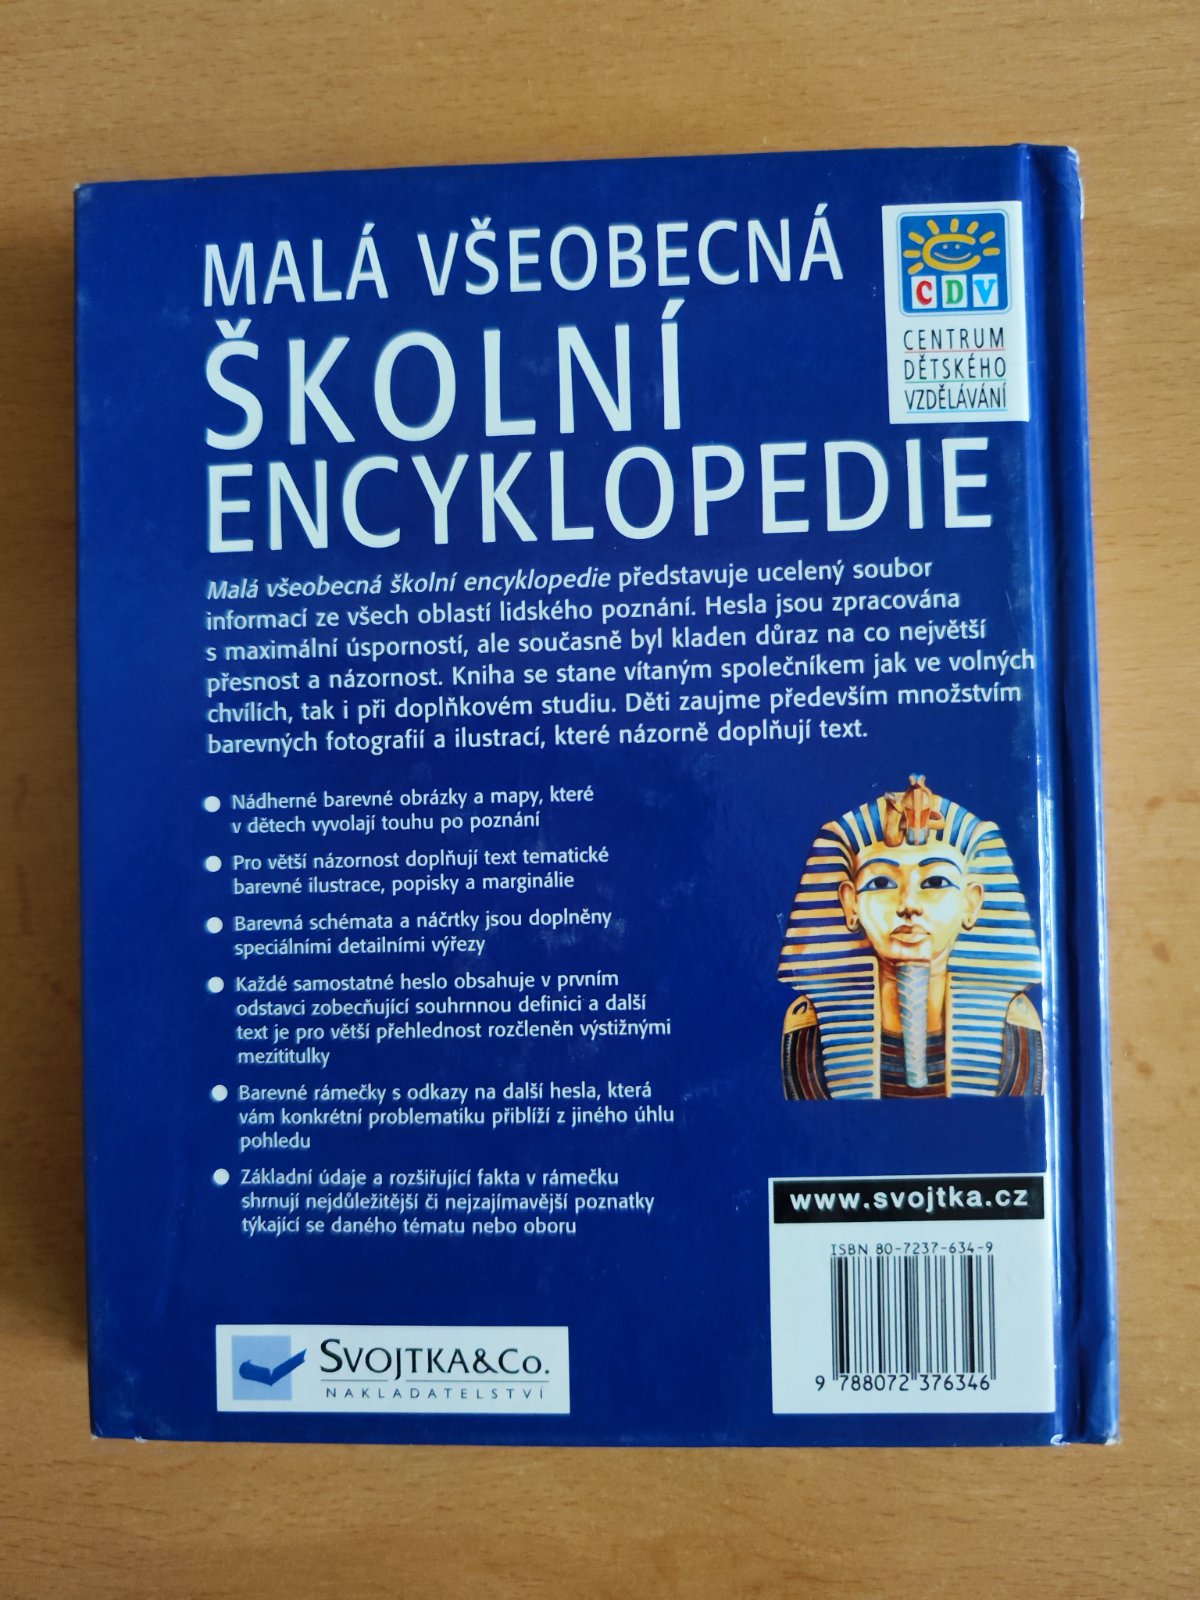 MALÁ VŠEOBECNÁ
ŠKOLNÍ
ENCYKLOPEDIE
CDV
CENTRUM
DĚTSKÉHO
VZDĚLÁVÁNÍ
Malá všeobecná školní encyklopedie představuje ucelený soubor
informací ze všech oblastí lidského poznání. Hesla jsou zpracována
s maximální úsporností, ale současně byl kladen důraz na co největší
přesnost a názornost. Kniha se stane vítaným společníkem jak ve volných
chvílích, tak i při doplňkovém studiu. Děti zaujme především množstvím
barevných fotografií a ilustrací, které názorně doplňují text.
● Nádherné barevné obrázky a mapy, které
v dětech vyvolají touhu po poznání
● Pro větší názornost doplňují text tematické
barevné ilustrace, popisky a marginálie
● Barevná schémata a náčrtky jsou doplněny
speciálními detailními výřezy
● Každé samostatné heslo obsahuje v prvním
odstavci zobecňující souhrnnou definici a další
text je pro větší přehlednost rozčleněn výstižnými
mezititulky
● Barevné rámečky s odkazy na další hesla, která
vám konkrétní problematiku přiblíží z jiného úhlu
pohledu
● Základní údaje a rozšiřující fakta v rámečku
shrnují nejdůležitější či nejzajímavější poznatky
týkající se daného tématu nebo oboru
www.svojtka.cz
ISBN 80-7237-634-9
9 788072 376346
SVOJTKA&CO.
NAKLADATELSTVÍ